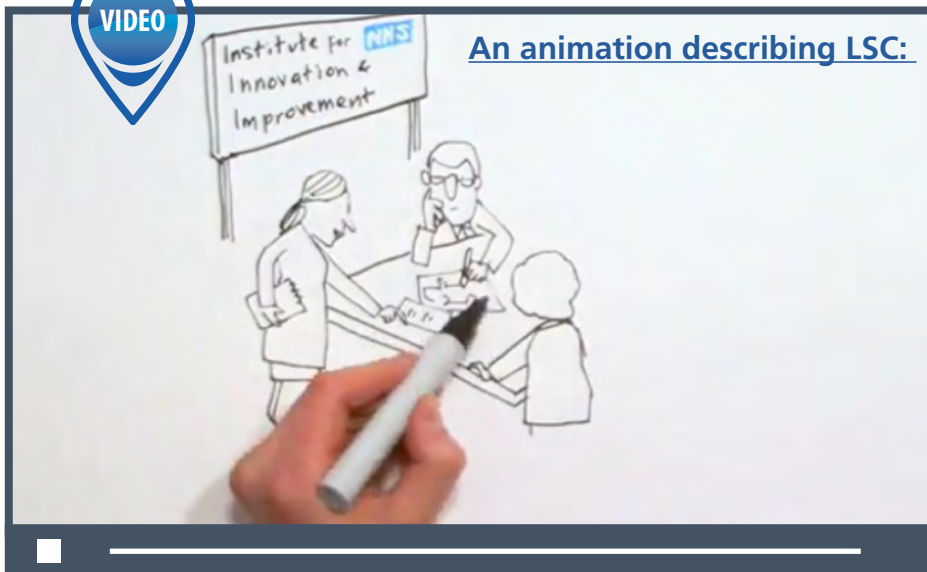 VIDEO
An animation describing LSC:
Institute for NHS
Innovation &
Improvement